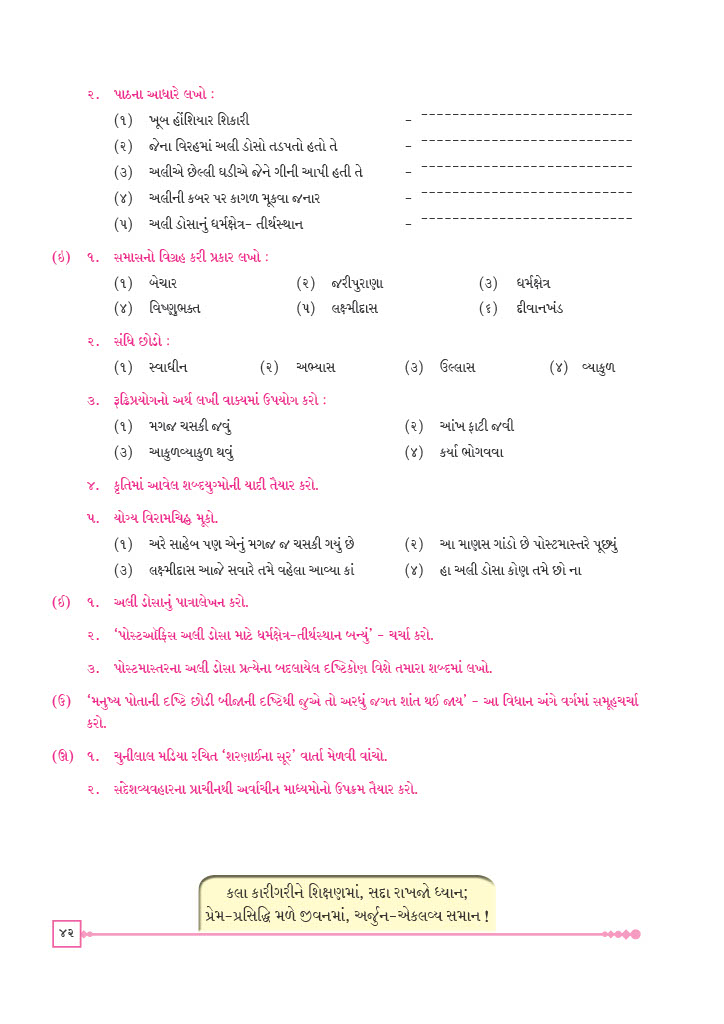 ૨. પાઠના આધારે લખો :
(૧) ખૂબ હોંશિયાર શિકારી - ---------------------------
(૨) જેના વિરહમાં અલી ડોસો તડપતો હતો તે - ---------------------------
(૩) અલીએ છેલ્લી ઘડીએ જેને ગીની આપી હતી તે - ---------------------------
(૪) અલીની કબર પર કાગળ મૂકવા જનાર - ---------------------------
(૫) અલી ડોસાનું ધર્મક્ષેત્ર- તીર્થસ્થાન - ---------------------------
(ઇ) ૧. સમાસનો વિગ્રહ કરી પ્રકાર લખો :
(૧) બેચાર (૨) જરીપુરાણા (૩) ધર્મક્ષેત્ર
(૪) વિષ્ણુભક્ત (૫) લક્ષ્મીદાસ (૬) દીવાનખંડ
૨. સંધિ છોડો :
(૧) સ્વાધીન (૨) અભ્યાસ (૩) ઉલ્લાસ (૪) વ્યાકુળ
૩. રૂઢિપ્રયોગનો અર્થ લખી વાક્યમાં ઉપયોગ કરો :
(૧) મગજ ચસકી જવું (૨) આંખ ફાટી જવી
(૩) આકુળવ્યાકુળ થવું (૪) કર્યા ભોગવવા
૪. કૃતિમાં આવેલ શબ્દયુગ્મોની યાદી તૈયાર કરો.
૫. યોગ્ય વિરામચિહ્ન મૂકો.
(૧) અરે સાહેબ પણ એનું મગજ જ ચસકી ગયું છે (૨) આ માણસ ગાંડો છે પોસ્ટમાસ્તરે પૂછ્યું
(૩) લક્ષ્મીદાસ આજે સવારે તમે વહેલા આવ્યા કાં (૪) હા અલી ડોસા કોણ તમે છો ના
(ઈ) ૧. અલી ડોસાનું પાત્રાલેખન કરો.
૨. ‘પોસ્ટઑફિસ અલી ડોસા માટે ધર્મક્ષેત્ર-તીર્થસ્થાન બન્યું’ - ચર્ચા કરો.
૩. પોસ્ટમાસ્તરના અલી ડોસા પ્રત્યેના બદલાયેલ દષ્ટિકોણ વિશે તમારા શબ્દમાં લખો.
(ઉ) ‘મનુષ્ય પોતાની દષ્ટિ છોડી બીજાની દષ્ટિથી જુએ તો અરધું જગત શાંત થઈ જાય’ - આ વિધાન અંગે વર્ગમાં સમૂહચર્ચા
કરો.
(ઊ) ૧. ચુનીલાલ મડિયા રચિત ‘શરણાઈના સૂર’ વાર્તા મેળવી વાંચો.
૨. સંદેશવ્યવહારના પ્રાચીનથી અર્વાચીન માધ્યમોનો ઉપક્રમ તૈયાર કરો.
કલા કારીગરીને શિક્ષણમાં, સદા રાખજો ધ્યાન;
પ્રેમ-પ્રસિદ્ધિ મળે જીવનમાં, અર્જુન-એકલવ્ય સમાન !
૪૨